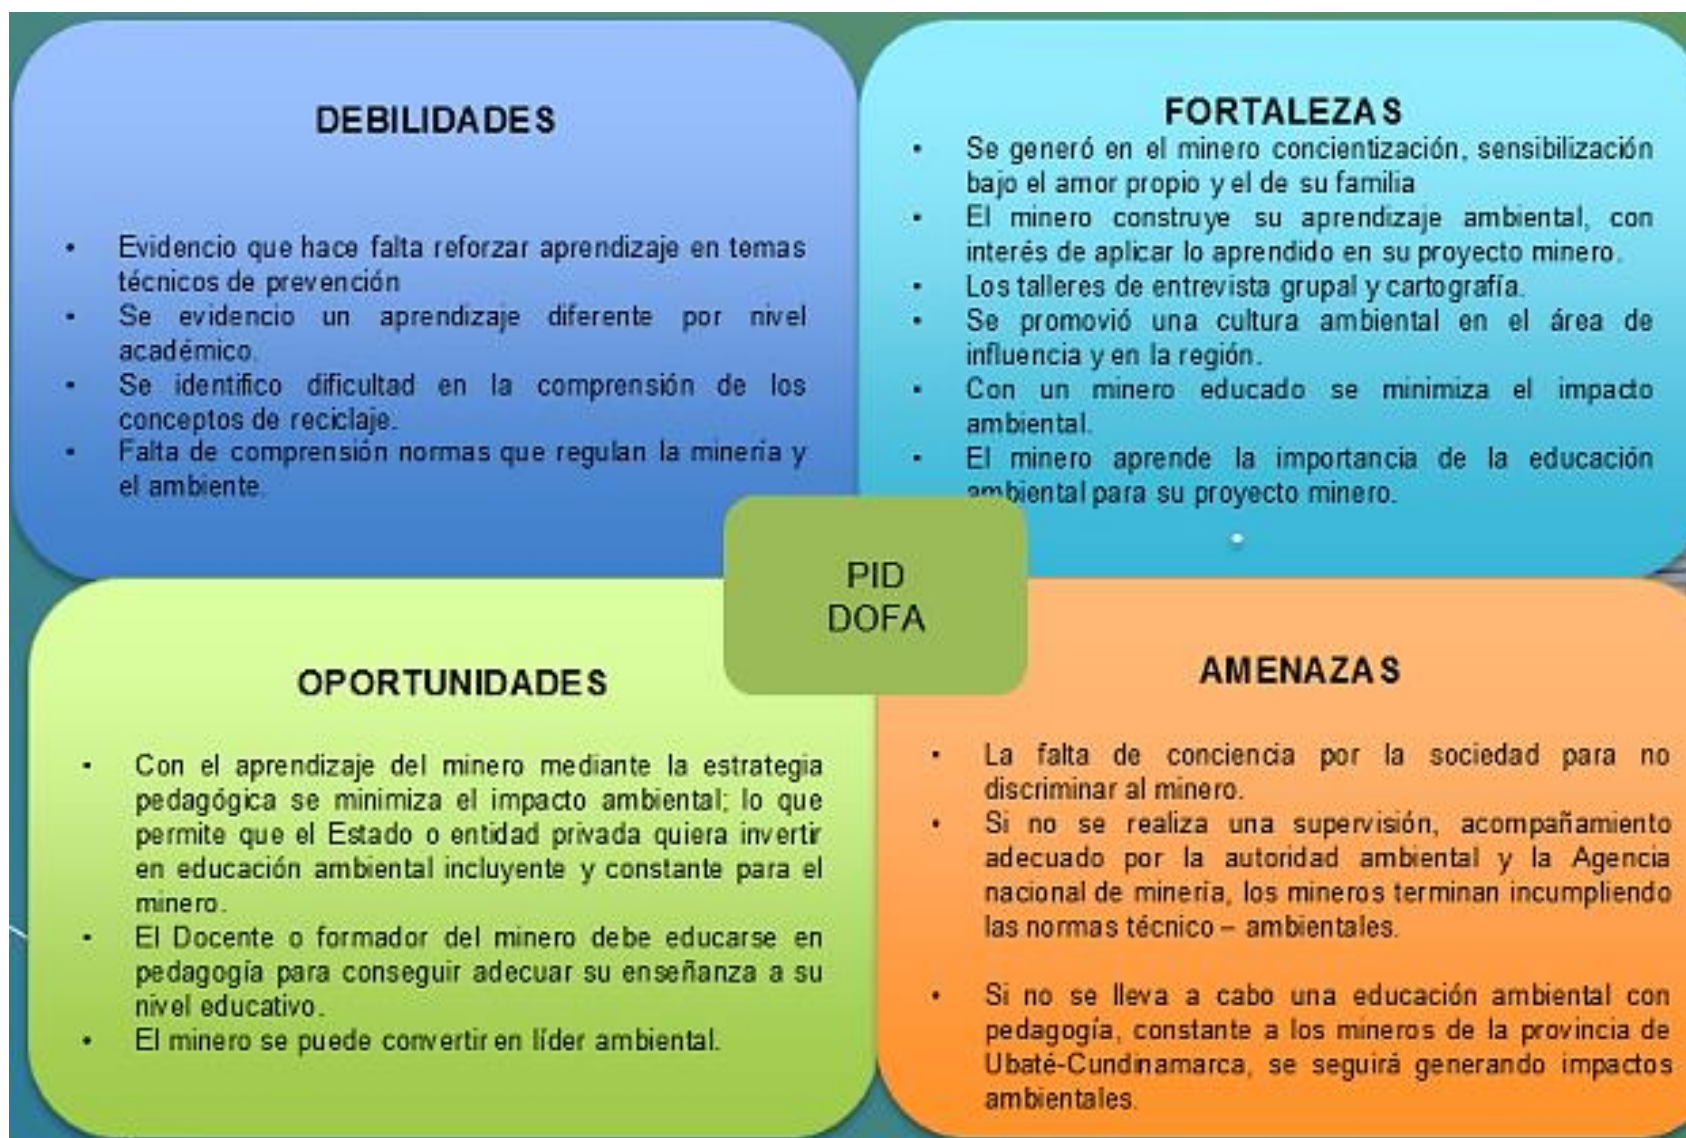 DEBILIDADES
• Evidencio que hace falta reforzar aprendizaje en temas
técnicos de prevención
• Se evidencio un aprendizaje diferente por nivel
académico.
• Se identifico dificultad en la comprensión de los
conceptos de reciclaje.
• Falta de comprensión normas que regulan la minería y
el ambiente.
FORTALEZAS
• Se generó en el minero concientización, sensibilización
bajo el amor propio y el de su familia
• El minero construye su aprendizaje ambiental, con
interés de aplicar lo aprendido en su proyecto minero.
• Los talleres de entrevista grupal y cartografía.
• Se promovió una cultura ambiental en el área de
influencia y en la región.
• Con un minero educado se minimiza el impacto
ambiental.
• El minero aprende la importancia de la educación
ambiental para su proyecto minero.
PID
DOFA
OPORTUNIDADES
• Con el aprendizaje del minero mediante la estrategia
pedagógica se minimiza el impacto ambiental; lo que
permite que el Estado o entidad privada quiera invertir
en educación ambiental incluyente y constante para el
minero.
• El Docente o formador del minero debe educarse en
pedagogía para conseguir adecuar su enseñanza a su
nivel educativo.
• El minero se puede convertir en líder ambiental.
AMENAZAS
• La falta de conciencia por la sociedad para no
discriminar al minero.
• Si no se realiza una supervisión, acompañamiento
adecuado por la autoridad ambiental y la Agencia
nacional de minería, los mineros terminan incumpliendo
las normas técnico – ambientales.
• Si no se lleva a cabo una educación ambiental con
pedagogía, constante a los mineros de la provincia de
Ubaté-Cundinamarca, se seguirá generando impactos
ambientales.